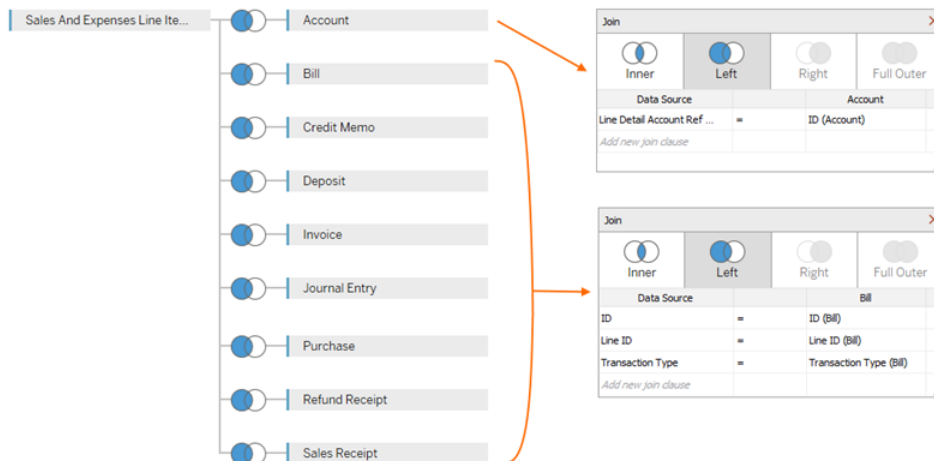 Sales And Expenses Line Ite...
Account
Bill
Credit Memo
Deposit
Invoice
Journal Entry
Purchase
Refund Receipt
Sales Receipt
Join
Inner
Left
Right
Full Outer
Data Source Account
Line Detail Account Ref ... = ID (Account)
Add new join clause
Join
Inner
Left
Right
Full Outer
Data Source Bill
ID = ID (Bill)
Line ID = Line ID (Bill)
Transaction Type = Transaction Type (Bill)
Add new join clause